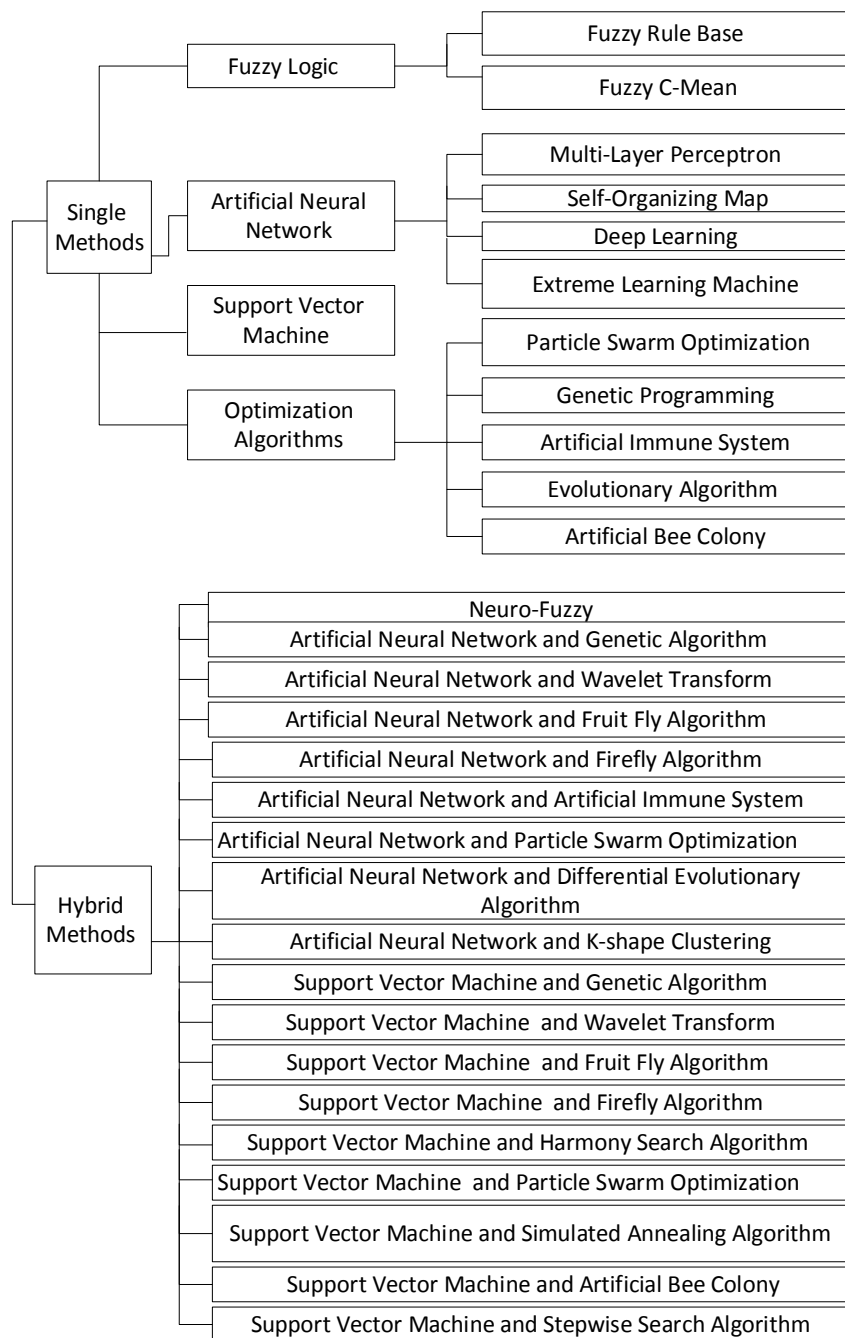 Fuzzy Rule Base
Fuzzy Logic
Fuzzy C-Mean
Multi-Layer Perceptron
Single
Methods
Artificial Neural
Network
Self-Organizing Map
Deep Learning
Extreme Learning Machine
Support Vector
Machine
Particle Swarm Optimization
Optimization
Algorithms
Genetic Programming
Artificial Immune System
Evolutionary Algorithm
Artificial Bee Colony
Neuro-Fuzzy
Artificial Neural Network and Genetic Algorithm
Artificial Neural Network and Wavelet Transform
Artificial Neural Network and Fruit Fly Algorithm
Artificial Neural Network and Firefly Algorithm
Artificial Neural Network and Artificial Immune System
Artificial Neural Network and Particle Swarm Optimization
Artificial Neural Network and Differential Evolutionary
Algorithm
Hybrid
Methods
Artificial Neural Network and K-shape Clustering
Support Vector Machine and Genetic Algorithm
Support Vector Machine  and Wavelet Transform
Support Vector Machine  and Fruit Fly Algorithm
Support Vector Machine  and Firefly Algorithm
Support Vector Machine and Harmony Search Algorithm
Support Vector Machine  and Particle Swarm Optimization
Support Vector Machine and Simulated Annealing Algorithm
Support Vector Machine and Artificial Bee Colony
Support Vector Machine and Stepwise Search Algorithm